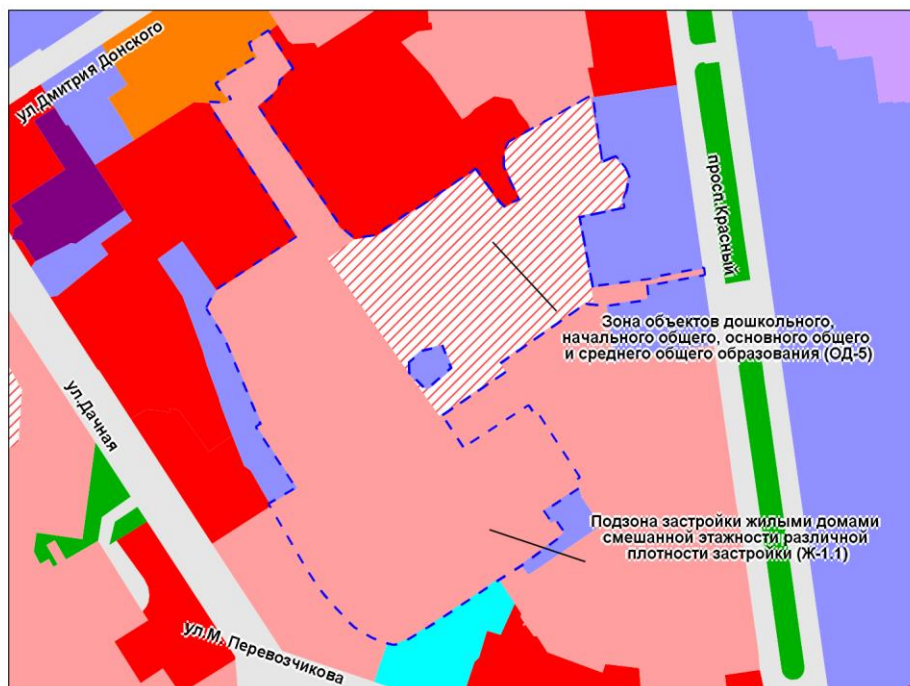 ул.Дмитрия Донского
просп.Красный
Зона объектов дошкольного,
начального общего, основного общего
и среднего общего образования (ОД-5)
ул.Дачная
Подзона застройки жилыми домами
смешанной этажности различной
плотности застройки (Ж-1.1)
ул.М. Перевозчикова